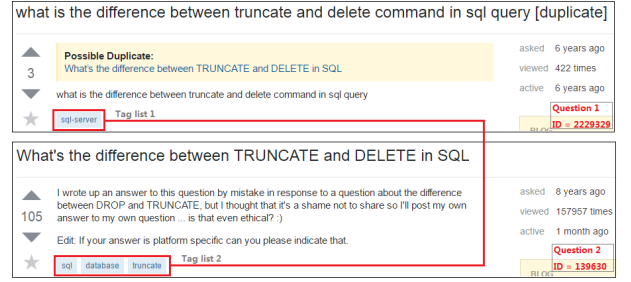 what is the difference between truncate and delete command in sql query [duplicate]
Possible Duplicate:
What's the difference between TRUNCATE and DELETE in SQL
3
what is the difference between truncate and delete command in sql query
sql-server
Tag list 1
asked 6 years ago
viewed 422 times
active 6 years ago
Question 1
ID = 2229329
What's the difference between TRUNCATE and DELETE in SQL
105
I wrote up an answer to this question by mistake in response to a question about the difference
between DROP and TRUNCATE, but I thought that it's a shame not to share so I'll post my own
answer to my own question ... is that even ethical? :)
Edit: If your answer is platform specific can you please indicate that.
sql database truncate
Tag list 2
asked 8 years ago
viewed 157957 times
active 1 month ago
Question 2
ID = 139630